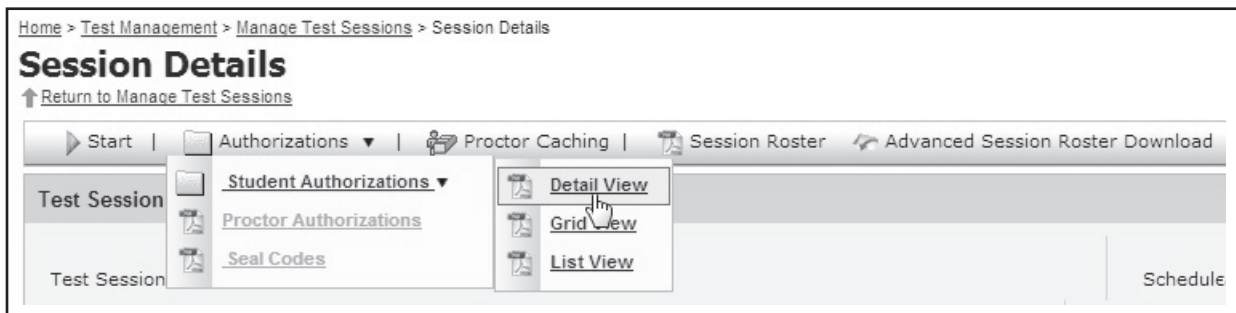 Home > Test Management > Manage Test Sessions > Session Details
Session Details
Return to Manage Test Sessions
Start | Authorizations ▼ | Proctor Caching | Session Roster Advanced Session Roster Download
Student Authorizations ▼
Proctor Authorizations
Seal Codes
Detail View
Grid View
List View
Test Session
Test Session